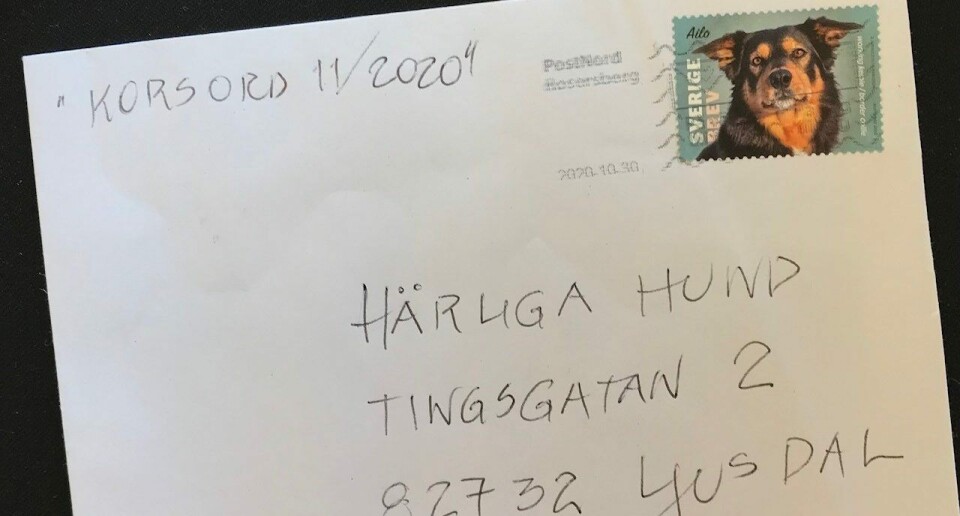 "KORSORD 11/2020"
PostNord
Rosersberg
2020-10-30
Ailo
SVERIGE
BREV
HÄRLIGA HUND
TINGSGATAN 2
82732 LJUSDAL